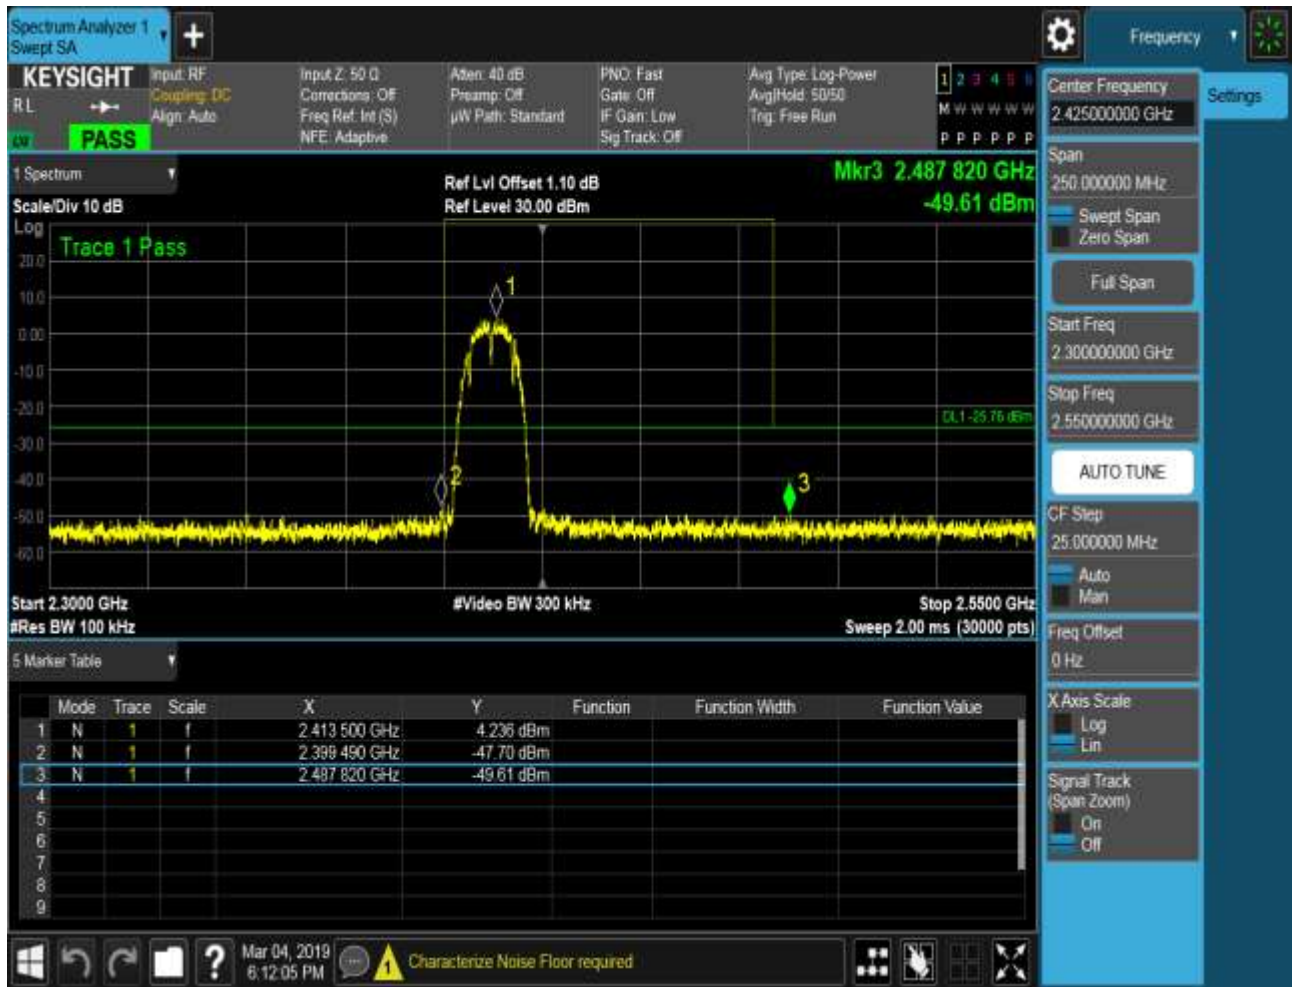 Spectrum Analyzer 1
Swept SA
Frequency
KEYSIGHT
R L
PASS
Input: RF
Coupling: DC
Align: Auto
Input Z: 50 Ω
Corrections: Off
Freq Ref: Int (S)
NFE: Adaptive
Atten: 40 dB
Preamp: Off
µW Path: Standard
PNO: Fast
Gate: Off
IF Gain: Low
Sig Track: Off
Avg Type: Log-Power
Avg|Hold: 50/50
Trig: Free Run
1 2 3 4 5 6
M W W W W W
P P P P P P
1 Spectrum
Scale/Div 10 dB
Ref Lvl Offset 1.10 dB
Ref Level 30.00 dBm
Mkr3 2.487 820 GHz
-49.61 dBm
Log
Trace 1 Pass
20.0
10.0
0.00
-10.0
-20.0
-30.0
-40.0
-50.0
-60.0
1
2
3
DL1 -25.76 dBm
Start 2.3000 GHz
#Video BW 300 kHz
Stop 2.5500 GHz
#Res BW 100 kHz
Sweep 2.00 ms (30000 pts)
5 Marker Table
Mode Trace Scale X Y Function Function Width Function Value
1 N 1 f 2.413 500 GHz 4.236 dBm
2 N 1 f 2.399 490 GHz -47.70 dBm
3 N 1 f 2.487 820 GHz -49.61 dBm
4
5
6
7
8
9
?
Mar 04, 2019
6:12:05 PM
1
Characterize Noise Floor required
Center Frequency
2.425000000 GHz
Settings
Span
250.000000 MHz
Swept Span
Zero Span
Full Span
Start Freq
2.300000000 GHz
Stop Freq
2.550000000 GHz
AUTO TUNE
CF Step
25.000000 MHz
Auto
Man
Freq Offset
0 Hz
X Axis Scale
Log
Lin
Signal Track
(Span Zoom)
On
Off